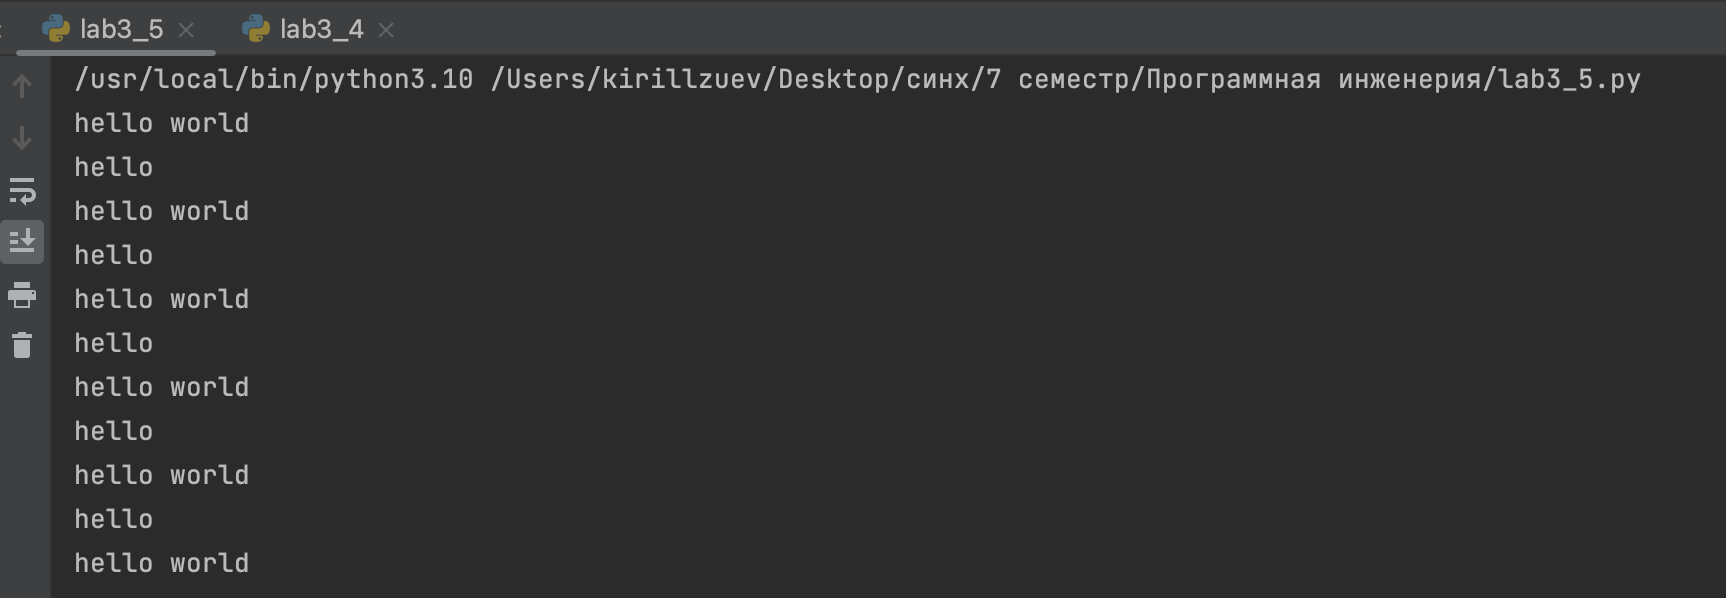 lab3_5 lab3_4
/usr/local/bin/python3.10 /Users/kirillzuev/Desktop/синх/7 семестр/Программная инженерия/lab3_5.py
hello world
hello
hello world
hello
hello world
hello
hello world
hello
hello world
hello
hello world